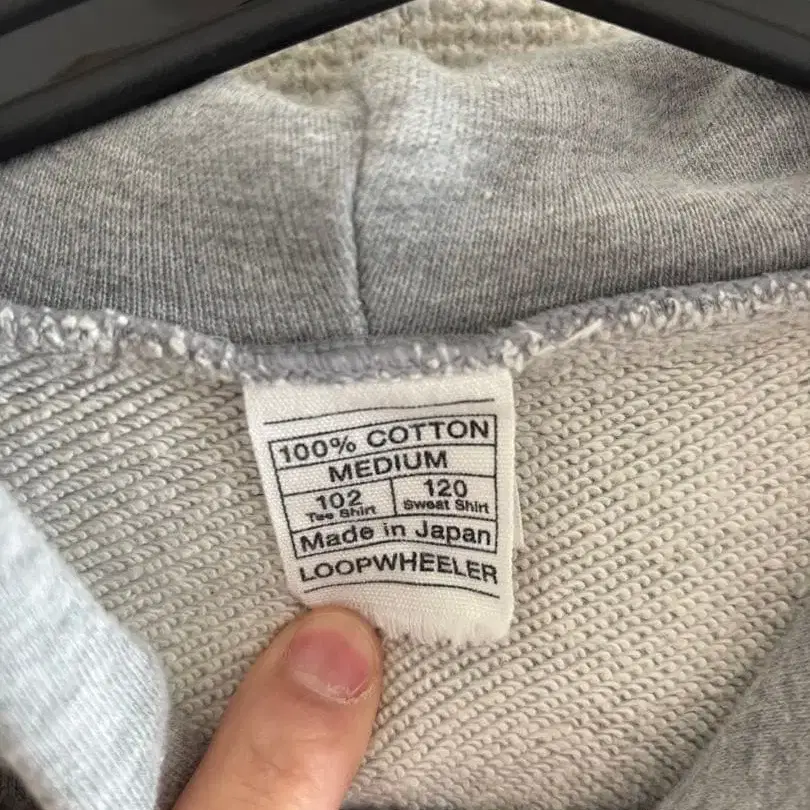 100% COTTON
MEDIUM
102 120
Tee Shirt Sweat Shirt
Made in Japan
LOOPWHEELER